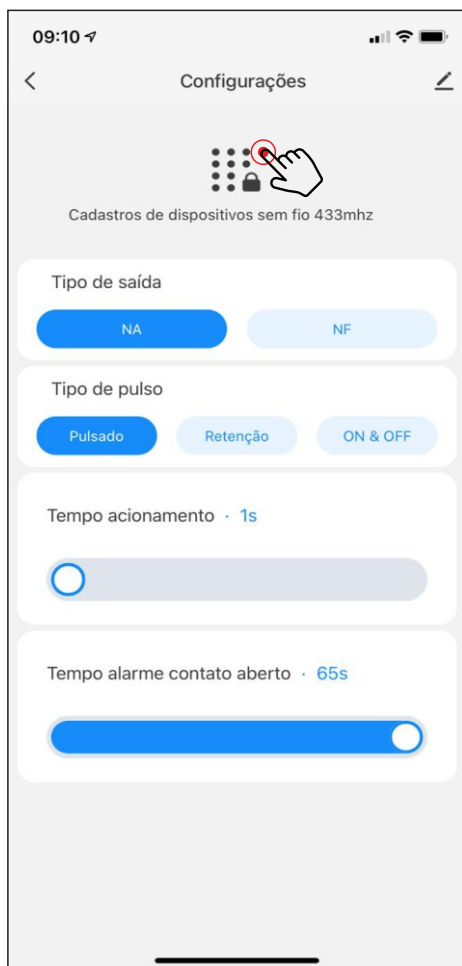 09:10
Configurações
Cadastros de dispositivos sem fio 433mhz
Tipo de saída
NA NF
Tipo de pulso
Pulsado Retenção ON & OFF
Tempo acionamento · 1s
Tempo alarme contato aberto · 65s